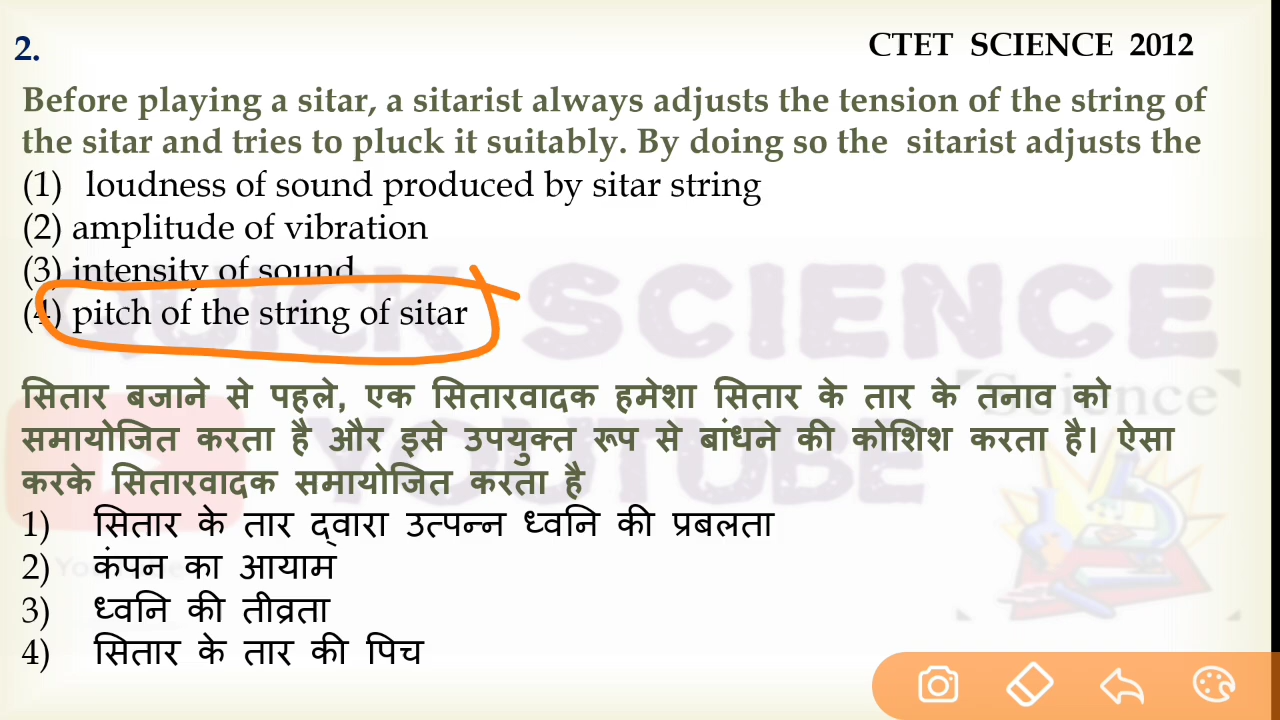 2.
CTET SCIENCE 2012
Before playing a sitar, a sitarist always adjusts the tension of the string of
the sitar and tries to pluck it suitably. By doing so the sitarist adjusts the
(1) loudness of sound produced by sitar string
(2) amplitude of vibration
(3) intensity of sound
(4) pitch of the string of sitar
QUICK SCIENCE
Science
YOUTUBE
सितार बजाने से पहले, एक सितारवादक हमेशा सितार के तार के तनाव को
समायोजित करता है और इसे उपयुक्त रूप से बांधने की कोशिश करता है। ऐसा
करके सितारवादक समायोजित करता है
1) सितार के तार द्वारा उत्पन्न ध्वनि की प्रबलता
2) कंपन का आयाम
3) ध्वनि की तीव्रता
4) सितार के तार की पिच